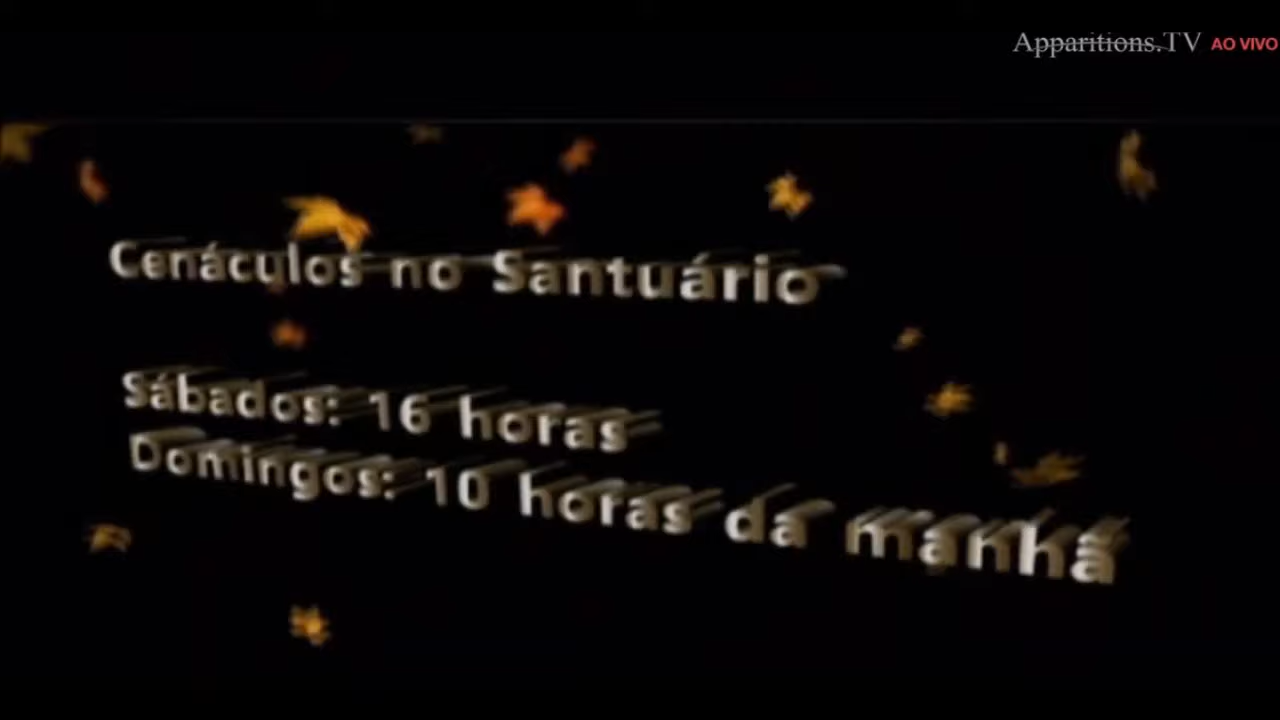 Apparitions.TV AO VIVO
Cenáculos no Santuário
Sábados: 16 horas
Domingos: 10 horas da manhã